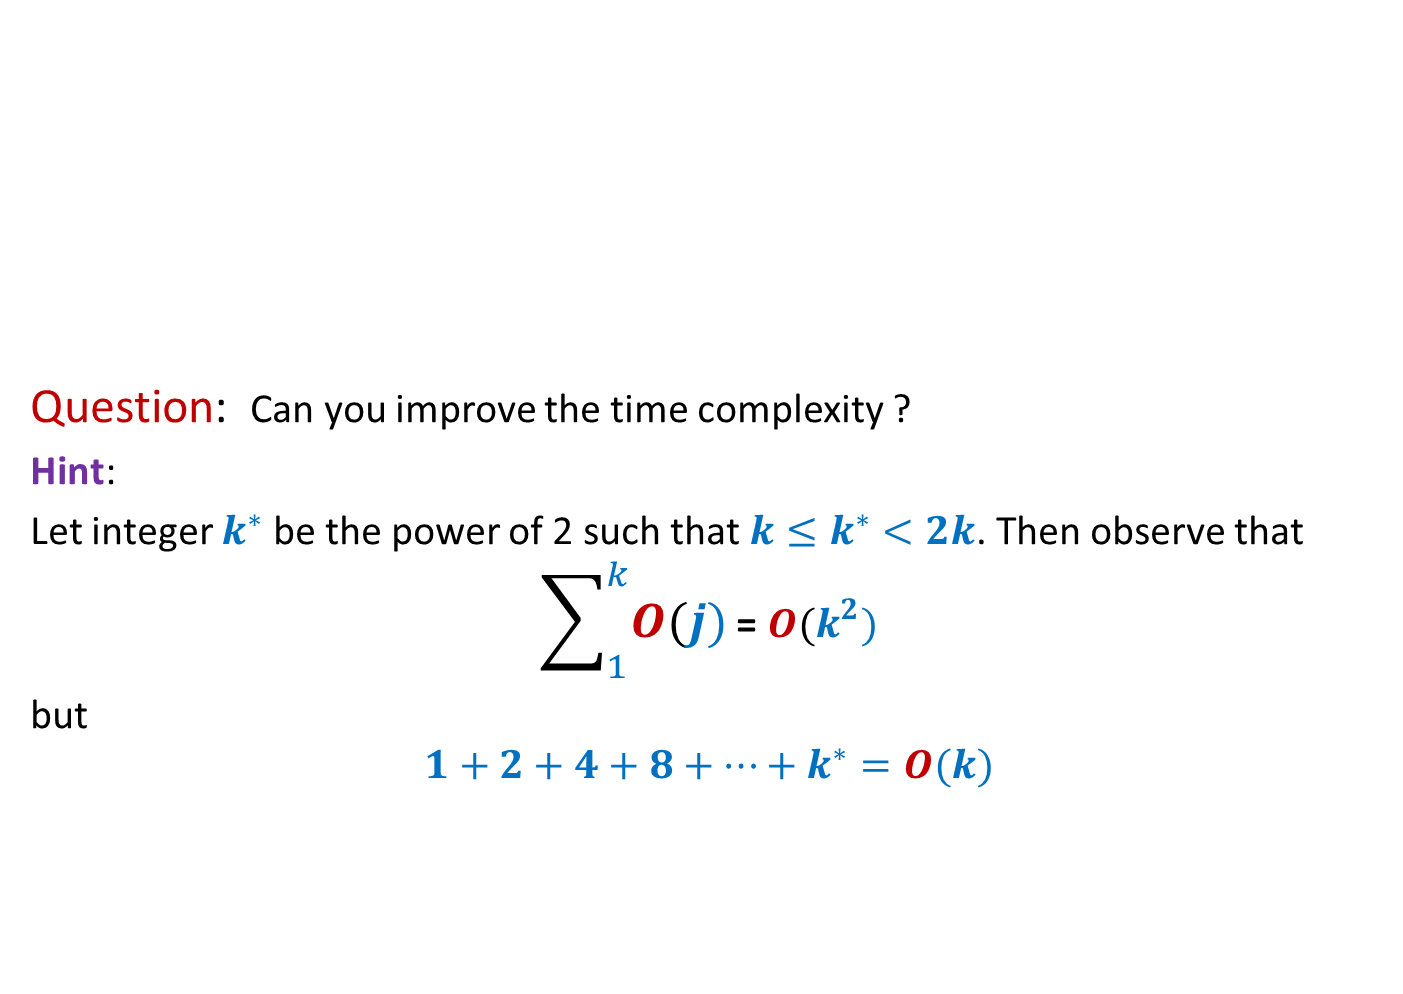 Question: Can you improve the time complexity ?
Hint:
Let integer k* be the power of 2 such that k ≤ k* < 2k. Then observe that
∑₁ᵏ O(j) = O(k²)
but
1 + 2 + 4 + 8 + ⋯ + k* = O(k)